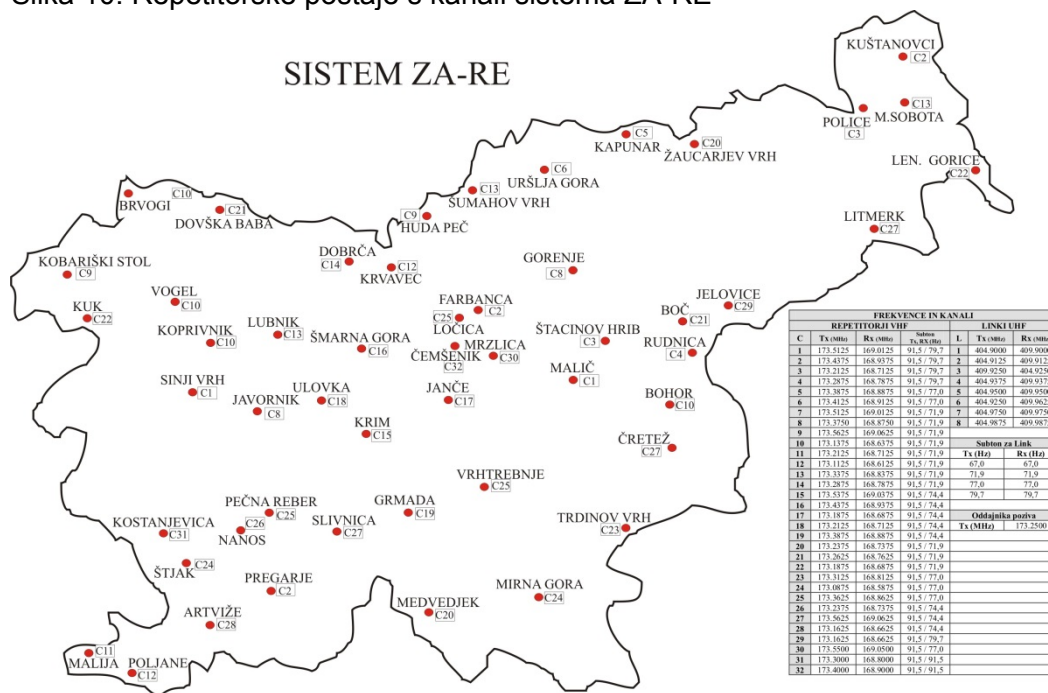 Slika 10: Repetitorske postaje s kanali sistema ZA-RE
SISTEM ZA-RE
KUŠTANOVCI
C2
C13
M.SOBOTA
POLICE
C3
C5
KAPUNAR
C20
ŽAUCARJEV VRH
LEN. GORICE
C22
C6
URŠLJA GORA
C13
ŠUMAHOV VRH
C10
BRVOGI
C21
DOVŠKA BABA
C9
HUDA PEČ
LITMERK
C27
DOBRČA
C14
C12
KRVAVEC
GORENJE
C8
KOBARIŠKI STOL
C9
VOGEL
C10
KUK
C22
FARBANCA
C2
C25
LOČICA
JELOVICE
C29
BOČ
C21
KOPRIVNIK
C10
LUBNIK
C13
ŠMARNA GORA
C16
MRZLICA
C30
ČEMŠENIK
C32
ŠTACINOV HRIB
C3
RUDNICA
C4
MALIČ
C1
SINJI VRH
C1
JAVORNIK
C8
ULOVKA
C18
JANČE
C17
BOHOR
C10
KRIM
C15
ČRETEŽ
C27
VRHTREBNJE
C25
PEČNA REBER
C25
C26
NANOS
GRMADA
C19
KOSTANJEVICA
C31
SLIVNICA
C27
TRDINOV VRH
C23
C24
ŠTJAK
PREGARJE
C2
MIRNA GORA
C24
MEDVEDJEK
C20
ARTVIŽE
C28
C11
MALIJA
POLJANE
C12
FREKVENCE IN KANALI
REPETITORJI VHF LINKI UHF
C Tx (MHz) Rx (MHz) Subton Tx, RX (Hz) L Tx (MHz) Rx (MHz)
1 173.5125 169.0125 91,5 / 79,7 1 404.9000 409.9000
2 173.4375 168.9375 91,5 / 79,7 2 404.9125 409.912
3 173.2125 168.7125 91,5 / 79,7 3 409.9250 404.925
4 173.2875 168.7875 91,5 / 79,7 4 404.9375 409.937
5 173.3875 168.8875 91,5 / 77,0 5 404.9500 409.950
6 173.4125 168.9125 91,5 / 77,0 6 404.9250 409.962
7 173.5125 169.0125 91,5 / 71,9 7 404.9750 409.975
8 173.3750 168.8750 91,5 / 71,9 8 404.9875 409.987
9 173.5625 169.0625 91,5 / 71,9
10 173.1375 168.6375 91,5 / 71,9 Subton za Link
11 173.2125 168.7125 91,5 / 71,9 Tx (Hz) Rx (Hz)
12 173.1125 168.6125 91,5 / 71,9 67,0 67,0
13 173.3375 168.8375 91,5 / 71,9 71,9 71,9
14 173.2875 168.7875 91,5 / 71,9 77,0 77,0
15 173.5375 169.0375 91,5 / 74,4 79,7 79,7
16 173.4375 168.9375 91,5 / 74,4
17 173.1875 168.6875 91,5 / 74,4 Oddajnika poziva
18 173.2125 168.7125 91,5 / 74,4 Tx (MHz) 173.2500
19 173.3875 168.8875 91,5 / 74,4
20 173.2375 168.7375 91,5 / 71,9
21 173.2625 168.7625 91,5 / 71,9
22 173.1875 168.6875 91,5 / 71,9
23 173.3125 168.8125 91,5 / 77,0
24 173.0875 168.5875 91,5 / 77,0
25 173.3625 168.8625 91,5 / 77,0
26 173.2375 168.7375 91,5 / 74,4
27 173.5625 169.0625 91,5 / 74,4
28 173.1625 168.6625 91,5 / 74,4
29 173.1625 168.6625 91,5 / 79,7
30 173.5500 169.0500 91,5 / 77,0
31 173.3000 168.8000 91,5 / 91,5
32 173.4000 168.9000 91,5 / 91,5